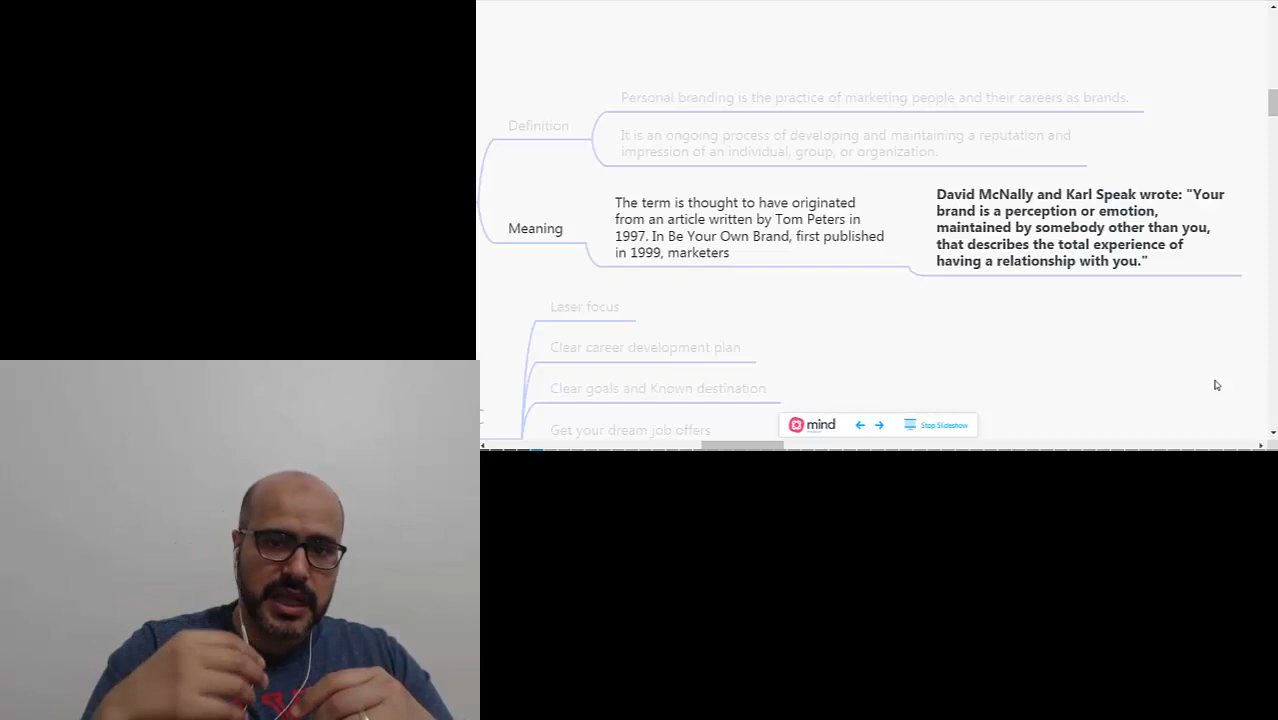 Personal branding is the practice of marketing people and their careers as brands.
Definition
It is an ongoing process of developing and maintaining a reputation and
impression of an individual, group, or organization.
Meaning
The term is thought to have originated
from an article written by Tom Peters in
1997. In Be Your Own Brand, first published
in 1999, marketers
David McNally and Karl Speak wrote: "Your
brand is a perception or emotion,
maintained by somebody other than you,
that describes the total experience of
having a relationship with you."
Laser focus
Clear career development plan
Clear goals and Known destination
Get your dream job offers
mind
Stop Slideshow